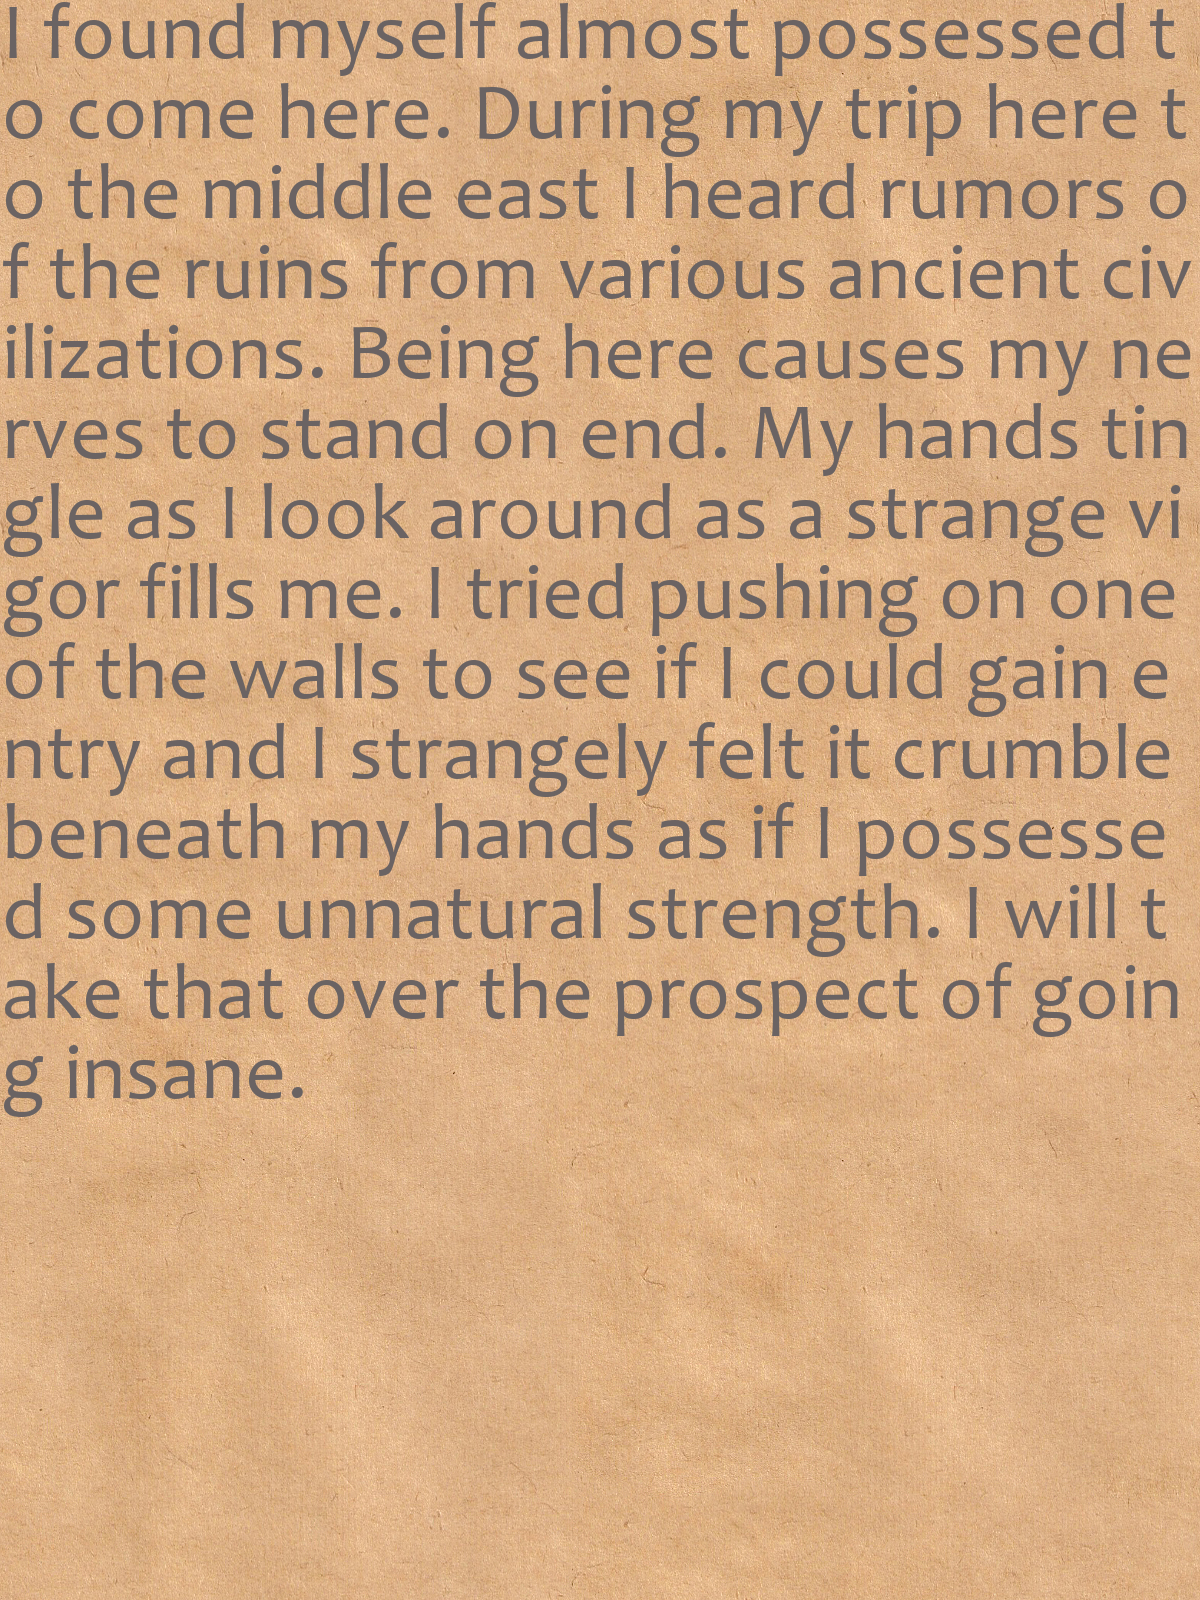 I found myself almost possessed t
o come here. During my trip here t
o the middle east I heard rumors o
f the ruins from various ancient civ
ilizations. Being here causes my ne
rves to stand on end. My hands tin
gle as I look around as a strange vi
gor fills me. I tried pushing on one
of the walls to see if I could gain e
ntry and I strangely felt it crumble
beneath my hands as if I possesse
d some unnatural strength. I will t
ake that over the prospect of goin
g insane.